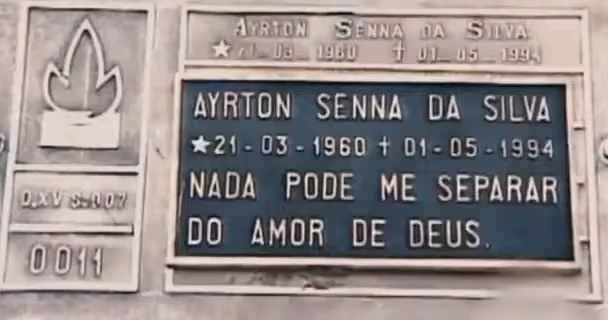 AYRTON SENNA DA SILVA
★21-03-1960 ✝ 01-05-1994
AYRTON SENNA DA SILVA
★21-03-1960 ✝ 01-05-1994
NADA PODE ME SEPARAR
DO AMOR DE DEUS.
0011